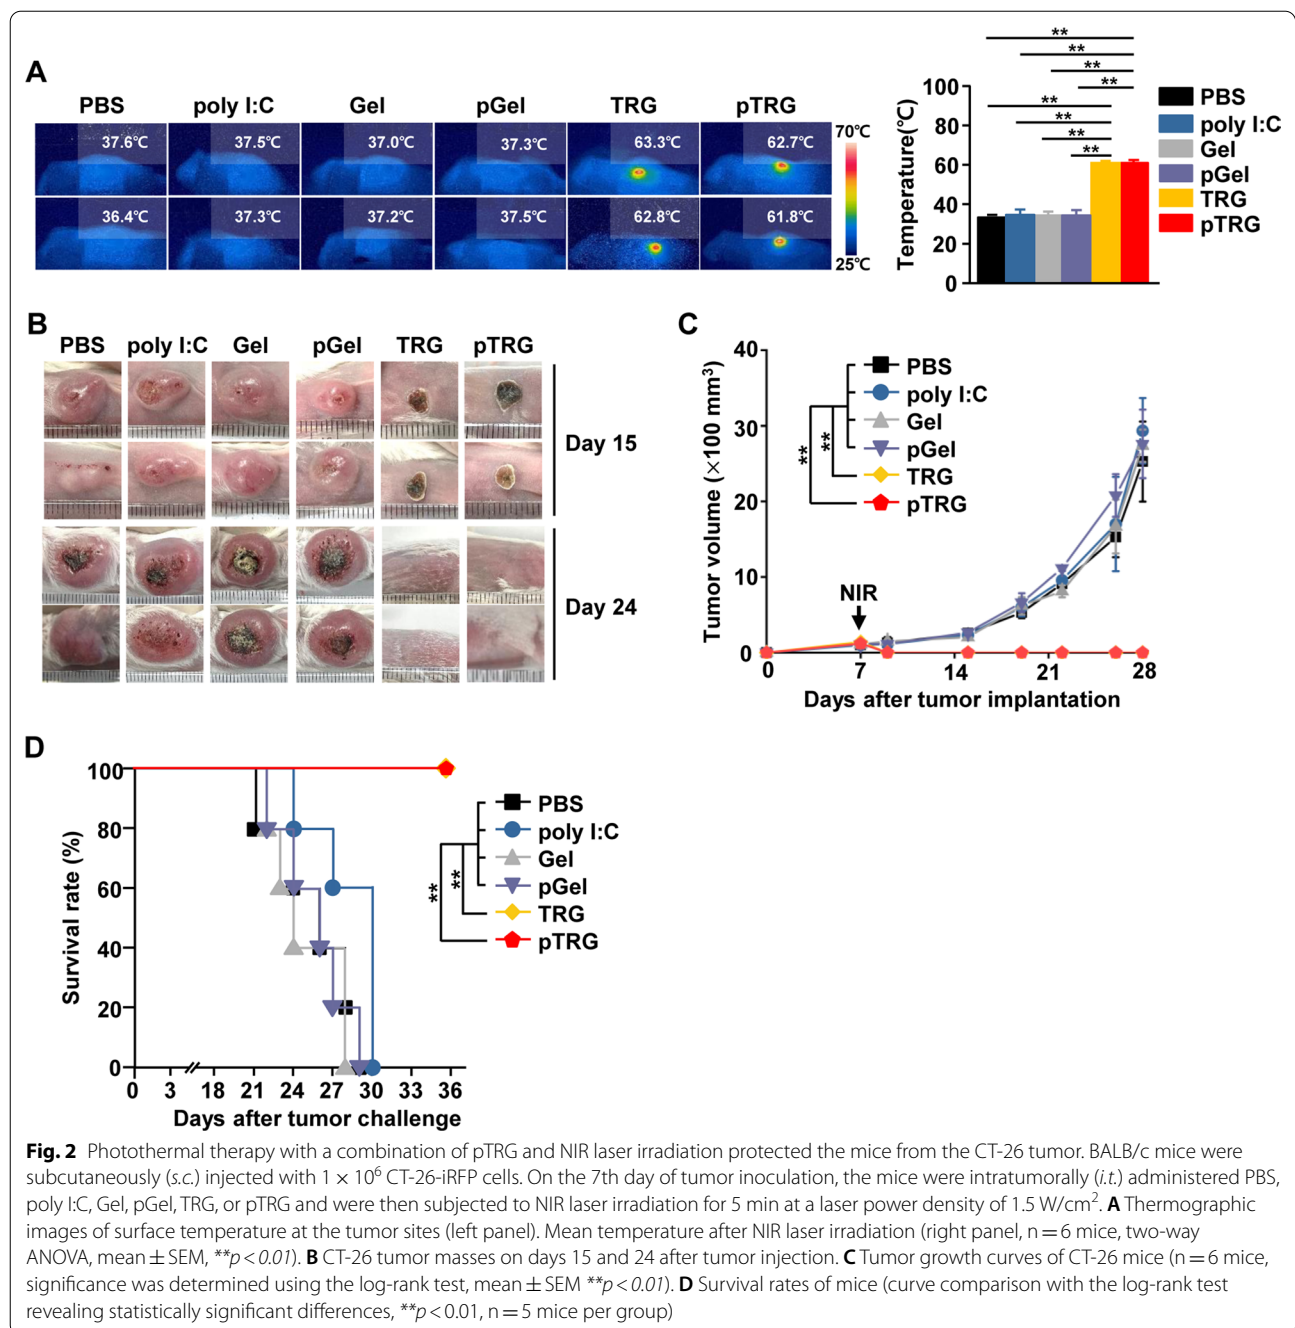 A
PBS poly I:C Gel pGel TRG pTRG
37.6℃ 37.5℃ 37.0℃ 37.3℃ 63.3℃ 62.7℃
36.4℃ 37.3℃ 37.2℃ 37.5℃ 62.8℃ 61.8℃
70℃
25℃
**
**
**
**
**
**
**
**
Temperature(℃)
100
80
60
40
20
0
PBS
poly I:C
Gel
pGel
TRG
pTRG
B
PBS poly I:C Gel pGel TRG pTRG
Day 15
Day 24
C
Tumor volume (×100 mm³)
40
30
20
10
0
PBS
poly I:C
Gel
pGel
TRG
pTRG
**
**
NIR
0 7 14 21 28
Days after tumor implantation
D
Survival rate (%)
100
80
60
40
20
0
PBS
poly I:C
Gel
pGel
TRG
pTRG
**
**
0 3 18 21 24 27 30 33 36
Days after tumor challenge
Fig. 2 Photothermal therapy with a combination of pTRG and NIR laser irradiation protected the mice from the CT-26 tumor. BALB/c mice were
subcutaneously (s.c.) injected with 1 × 10⁶ CT-26-iRFP cells. On the 7th day of tumor inoculation, the mice were intratumorally (i.t.) administered PBS,
poly I:C, Gel, pGel, TRG, or pTRG and were then subjected to NIR laser irradiation for 5 min at a laser power density of 1.5 W/cm². A Thermographic
images of surface temperature at the tumor sites (left panel). Mean temperature after NIR laser irradiation (right panel, n = 6 mice, two-way
ANOVA, mean ± SEM, **p < 0.01). B CT-26 tumor masses on days 15 and 24 after tumor injection. C Tumor growth curves of CT-26 mice (n = 6 mice,
significance was determined using the log-rank test, mean ± SEM **p < 0.01). D Survival rates of mice (curve comparison with the log-rank test
revealing statistically significant differences, **p < 0.01, n = 5 mice per group)